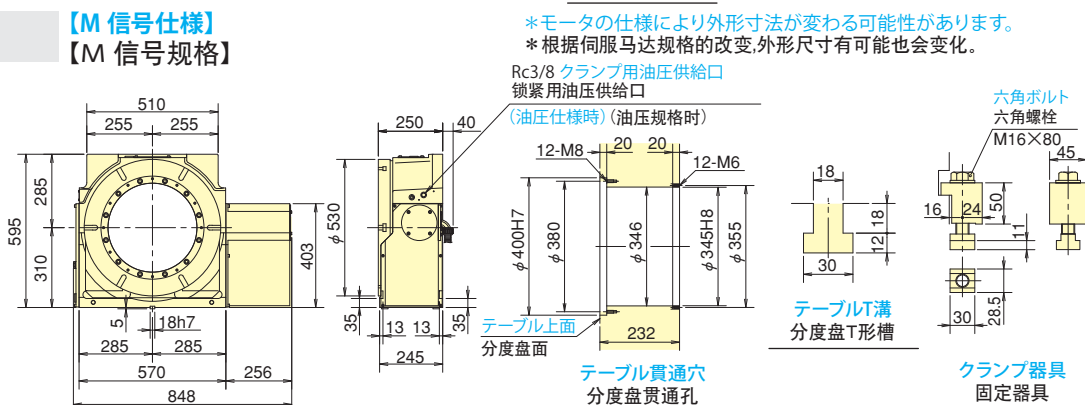 【M 信号仕様】
【M 信号规格】
＊モータの仕様により外形寸法が変わる可能性があります。
＊根据伺服马达规格的改变,外形尺寸有可能也会变化。
Rc3/8 クランプ用油圧供給口
锁紧用油压供给口
(油圧仕様時) (油压规格时)
510
255
255
285
595
310
403
5
18h7
285
285
570
256
848
250
40
φ530
35
13
13
35
245
20
20
12-M8
12-M6
φ400H7
φ380
φ346
φ345H8
φ355
232
テーブル上面
分度盘面
テーブル貫通穴
分度盘贯通孔
18
18
12
30
テーブルT溝
分度盘T形槽
六角ボルト
六角螺栓
M16×80
45
50
16
24
11
30
28.5
クランプ器具
固定器具